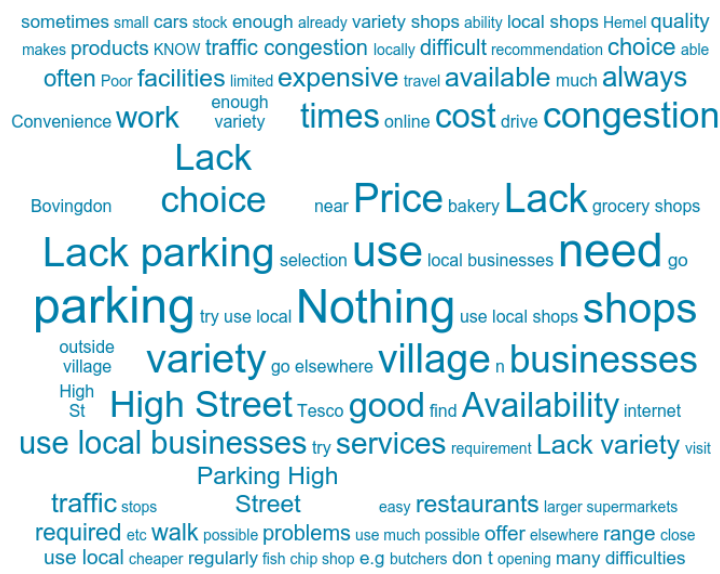 sometimes small cars stock enough already variety shops ability local shops Hemel quality
makes products KNOW traffic congestion locally difficult recommendation choice able
often Poor facilities limited expensive travel available much always
Convenience work enough variety times online cost drive congestion
Lack choice
Bovingdon near Price bakery Lack grocery shops
Lack parking selection use local businesses need go
parking try use local Nothing use local shops shops
outside village variety go elsewhere village n businesses
High St High Street Tesco good find Availability internet
use local businesses try services requirement Lack variety visit
Parking High Street
traffic stops easy restaurants larger supermarkets
required etc walk possible problems use much possible offer elsewhere range close
use local cheaper regularly fish chip shop e.g butchers don t opening many difficulties